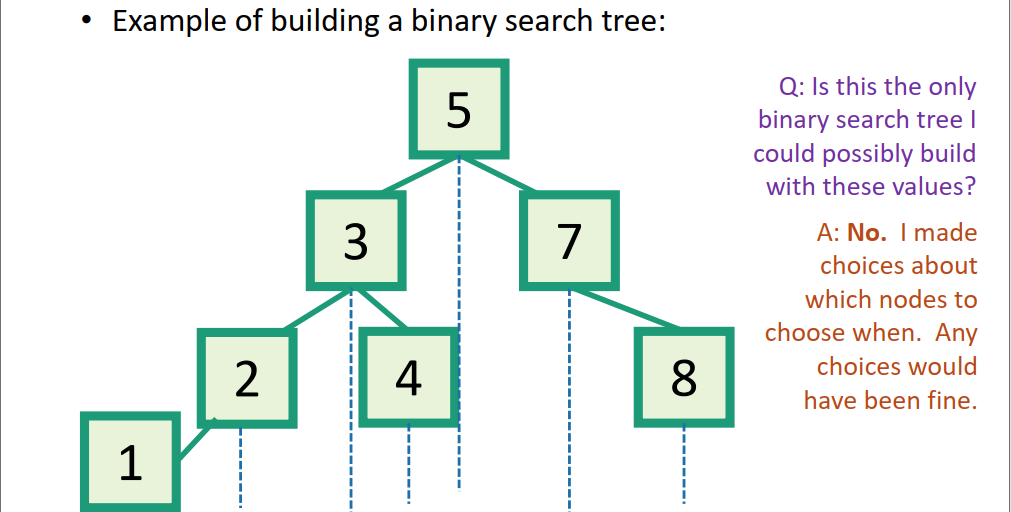 • Example of building a binary search tree:
5
3
7
2
4
8
1
Q: Is this the only
binary search tree I
could possibly build
with these values?
A: No. I made
choices about
which nodes to
choose when. Any
choices would
have been fine.